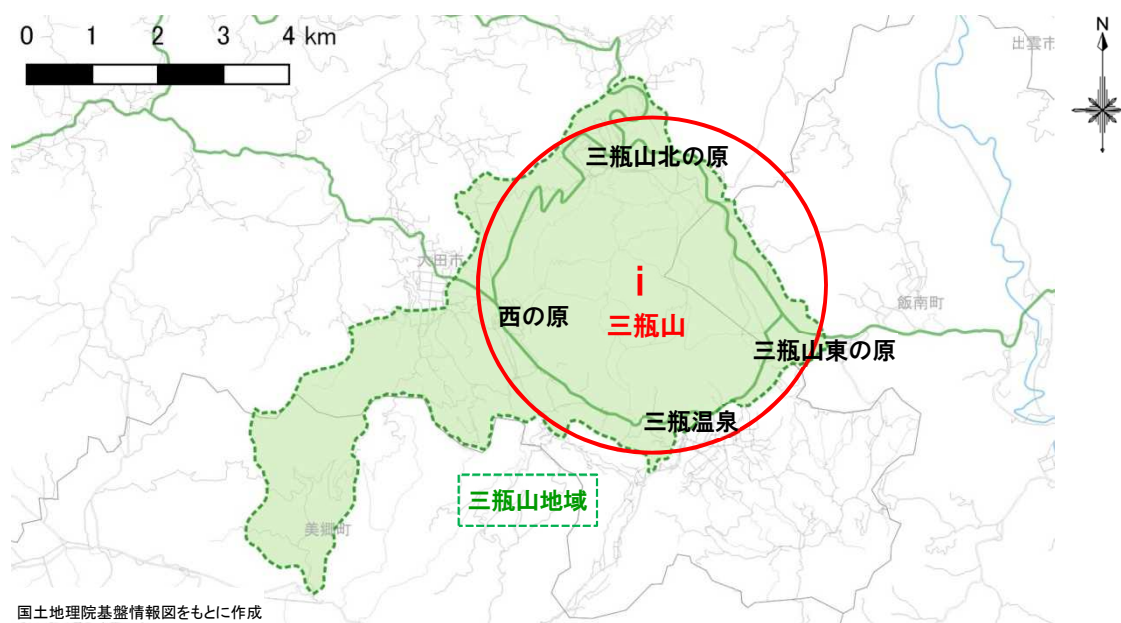 0 1 2 3 4 km
N
出雲市
三瓶山北の原
大田市
i
飯南町
西の原
三瓶山
三瓶山東の原
三瓶温泉
三瓶山地域
美郷町
国土地理院基盤情報図をもとに作成